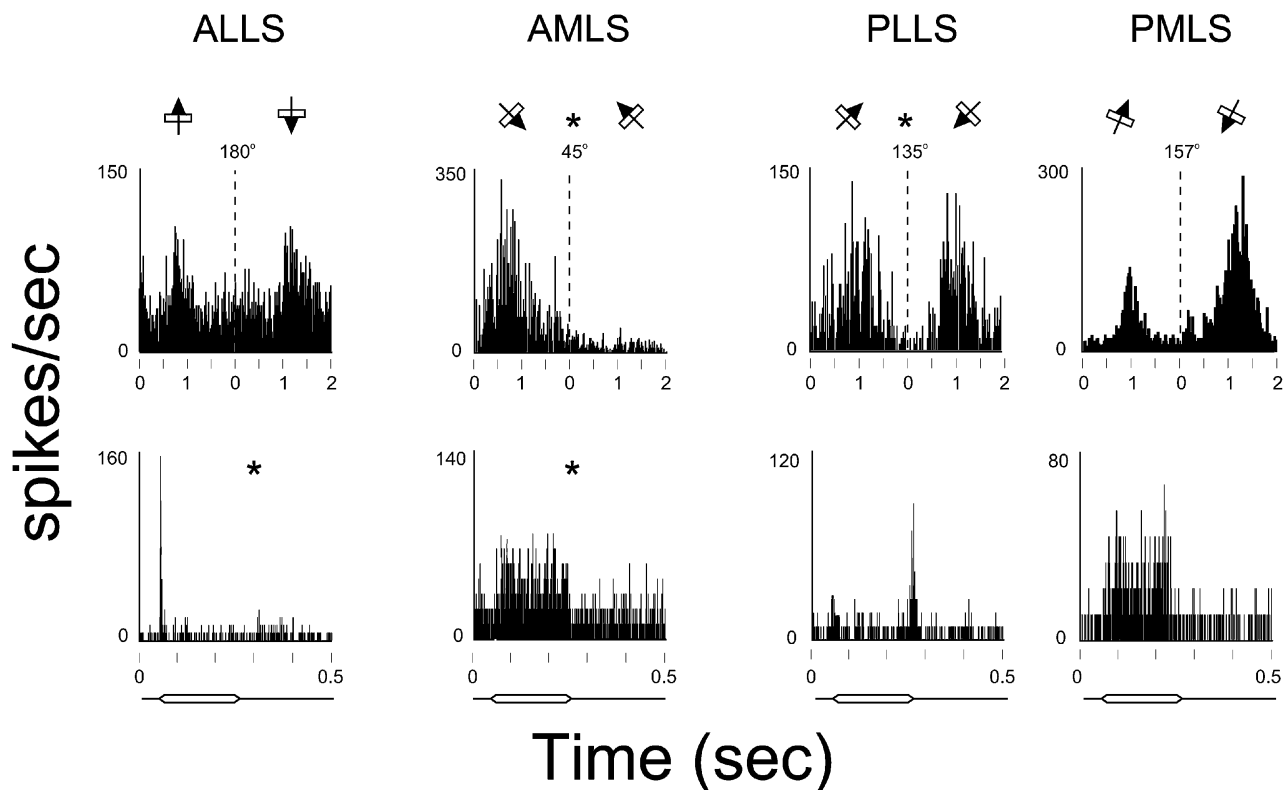 ALLS AMLS PLLS PMLS
* *
180° 45° 135° 157°
150 350 150 300
0 0 0 0
0 1 0 1 2 0 1 0 1 2 0 1 0 1 2 0 1 0 1 2
spikes/sec
160 * 140 * 120 80
0 0 0 0
0 0.5 0 0.5 0 0.5 0 0.5
Time (sec)